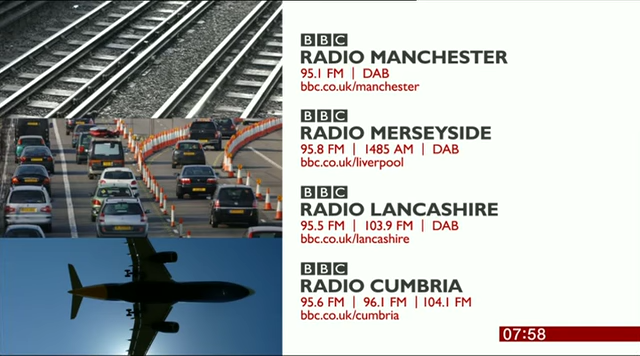 BBC
RADIO MANCHESTER
95.1 FM | DAB
bbc.co.uk/manchester
BBC
RADIO MERSEYSIDE
95.8 FM | 1485 AM | DAB
bbc.co.uk/liverpool
BBC
RADIO LANCASHIRE
95.5 FM | 103.9 FM | DAB
bbc.co.uk/lancashire
BBC
RADIO CUMBRIA
95.6 FM | 96.1 FM | 104.1 FM
bbc.co.uk/cumbria
07:58